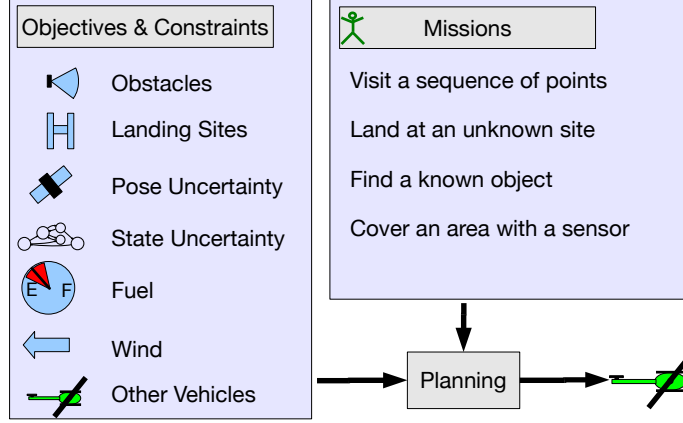 Objectives & Constraints
Obstacles
Landing Sites
Pose Uncertainty
State Uncertainty
E F
Fuel
Wind
Other Vehicles
Missions
Visit a sequence of points
Land at an unknown site
Find a known object
Cover an area with a sensor
Planning